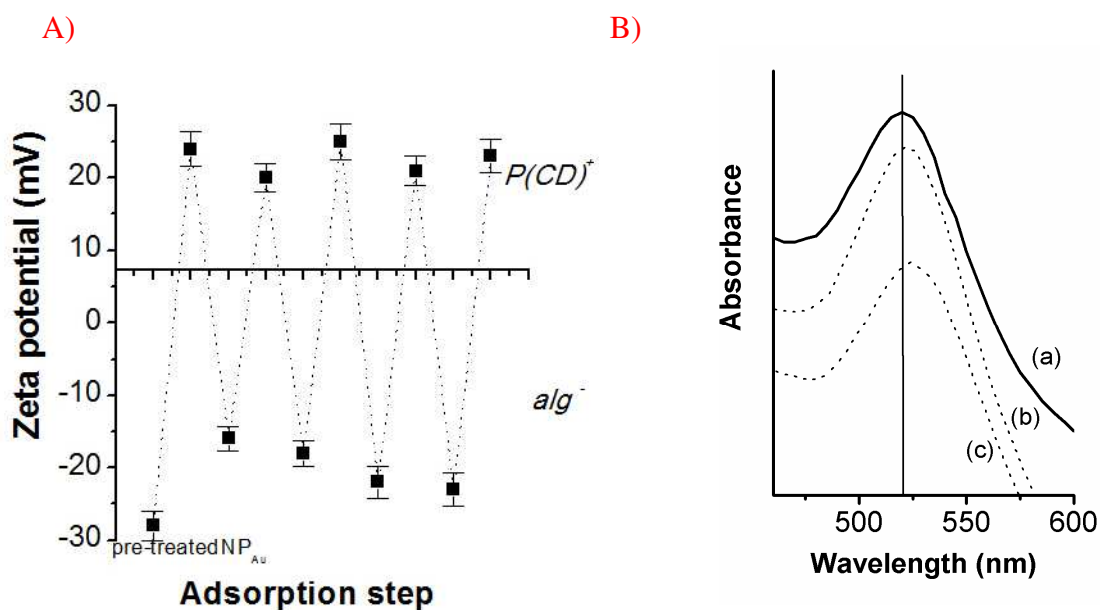 A)
B)
30
20
10
0
-10
-20
-30
Zeta potential (mV)
P(CD)+
alg-
pre-treated NPAu
Adsorption step
Absorbance
(a)
(b)
(c)
500 550 600
Wavelength (nm)